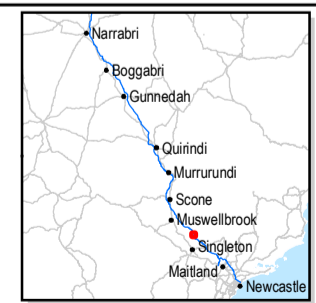 Narrabri
Boggabri
Gunnedah
Quirindi
Murrurundi
Scone
Muswellbrook
Singleton
Maitland
Newcastle